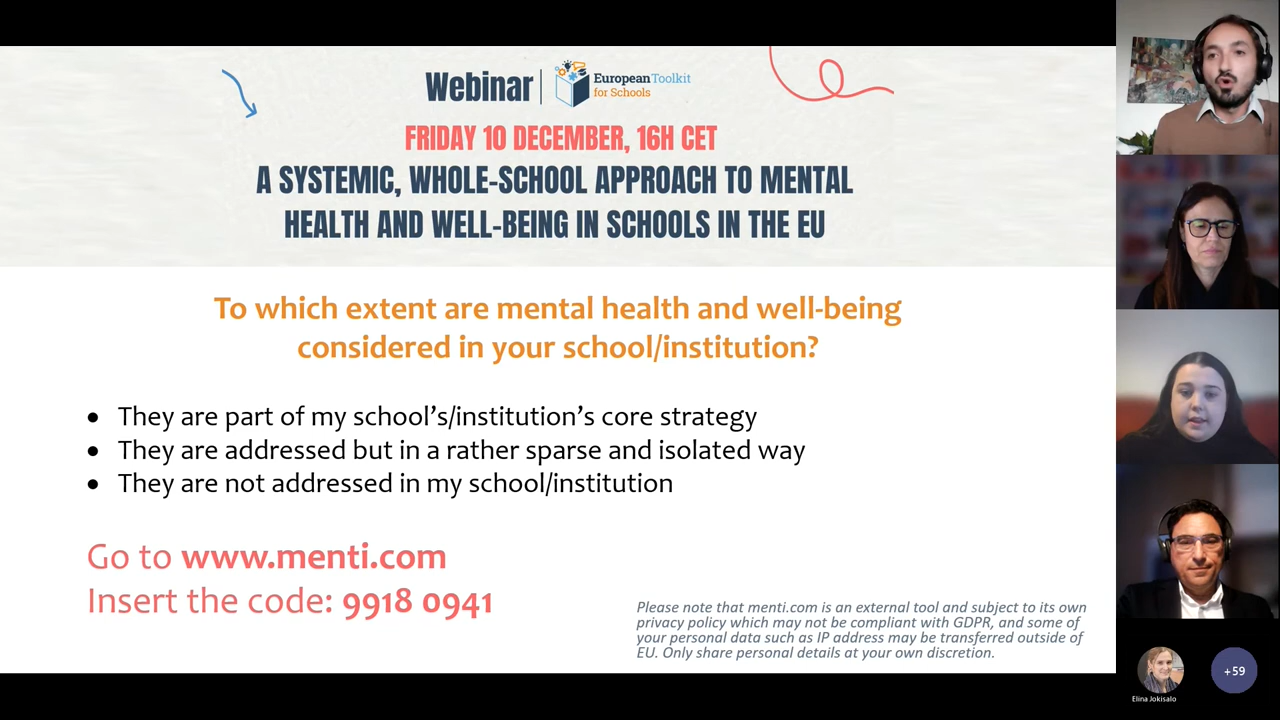 Webinar
EuropeanToolkit
for Schools
FRIDAY 10 DECEMBER, 16H CET
A SYSTEMIC, WHOLE-SCHOOL APPROACH TO MENTAL
HEALTH AND WELL-BEING IN SCHOOLS IN THE EU
To which extent are mental health and well-being
considered in your school/institution?
• They are part of my school’s/institution’s core strategy
• They are addressed but in a rather sparse and isolated way
• They are not addressed in my school/institution
Go to www.menti.com
Insert the code: 9918 0941
Please note that menti.com is an external tool and subject to its own
privacy policy which may not be compliant with GDPR, and some of
your personal data such as IP address may be transferred outside of
EU. Only share personal details at your own discretion.
Elina Jokisalo
+59